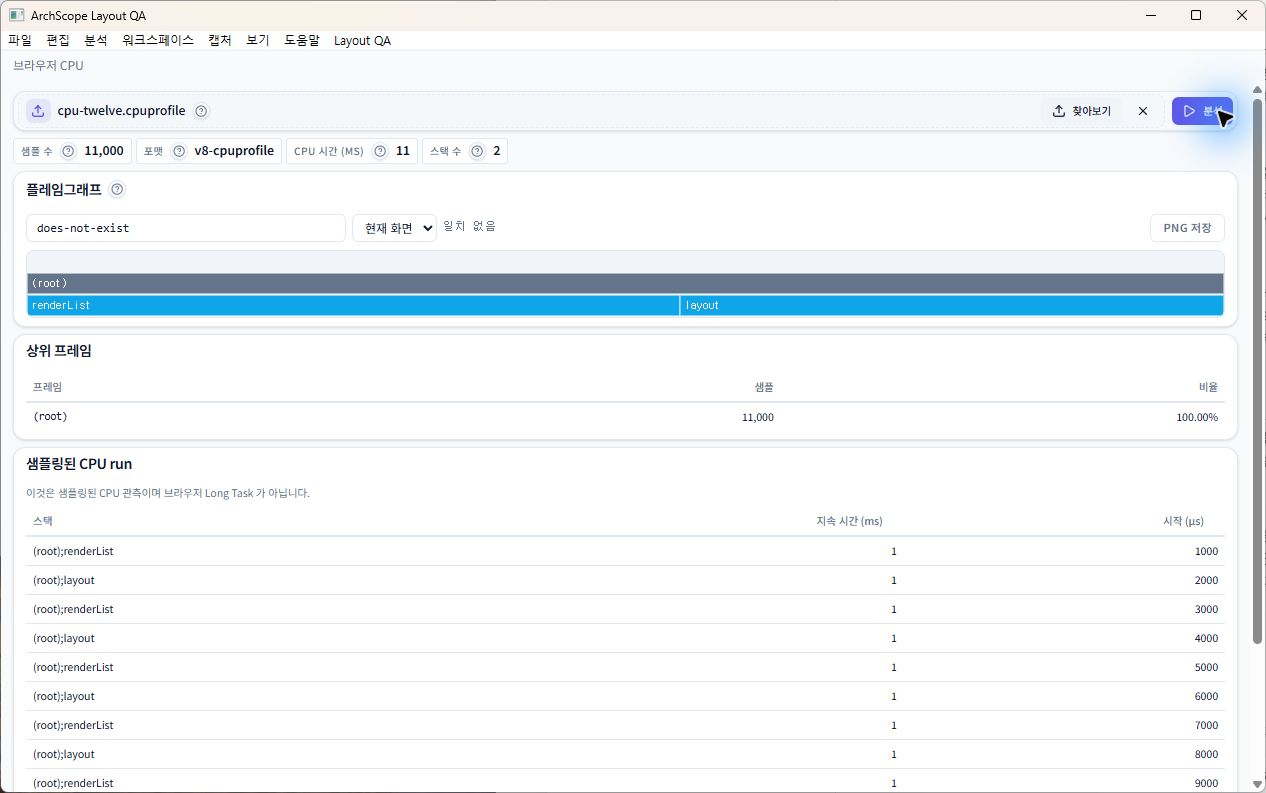 ArchScope Layout QA
파일 편집 분석 워크스페이스 캡처 보기 도움말 Layout QA
브라우저 CPU
cpu-twelve.cpuprofile 찾아보기
샘플 수 11,000 포맷 v8-cpuprofile CPU 시간 (MS) 11 스택 수 2
플레임그래프
does-not-exist 현재 화면 일치 없음 PNG 저장
(root)
renderList layout
상위 프레임
프레임 샘플 비율
(root) 11,000 100.00%
샘플링된 CPU run
이것은 샘플링된 CPU 관측이며 브라우저 Long Task 가 아닙니다.
스택 지속 시간 (ms) 시작 (µs)
(root);renderList 1 1000
(root);layout 1 2000
(root);renderList 1 3000
(root);layout 1 4000
(root);renderList 1 5000
(root);layout 1 6000
(root);renderList 1 7000
(root);layout 1 8000
(root);renderList 1 9000